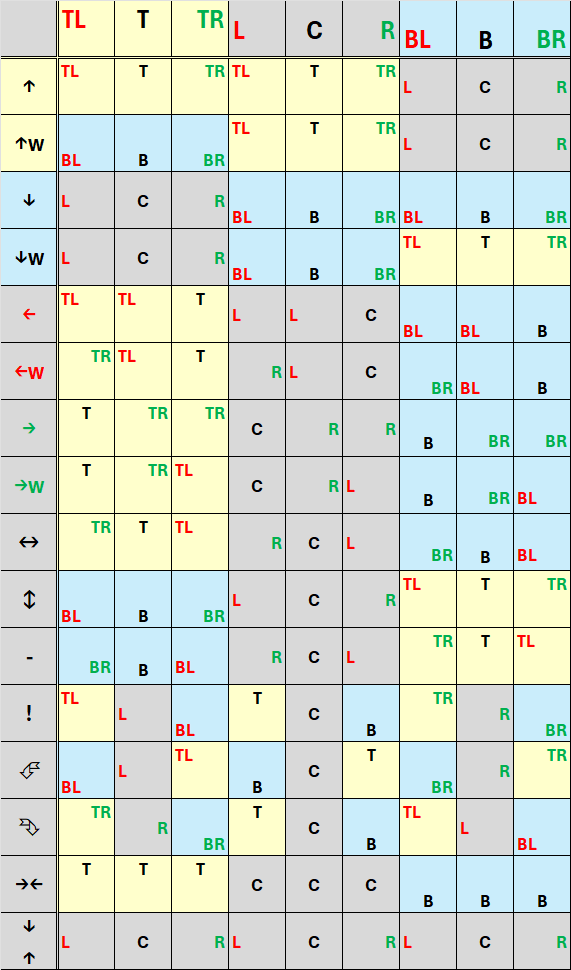 TL T TR L C R BL B BR
↑ TL T TR TL T TR L C R
↑W BL B BR TL T TR L C R
↓ L C R BL B BR BL B BR
↓W L C R BL B BR TL T TR
← TL TL T L L C BL BL B
←W TR TL T R L C BR BL B
→ T TR TR C R R B BR BR
→W T TR TL C R L B BR BL
↔ TR T TL R C L BR B BL
↕ BL B BR L C R TL T TR
- BR B BL R C L TR T TL
! TL L BL T C B TR R BR
⮰ BL L TL B C T BR R TR
⮱ TR R BR T C B TL L BL
→← T T T C C C B B B
↓
↑ L C R L C R L C R